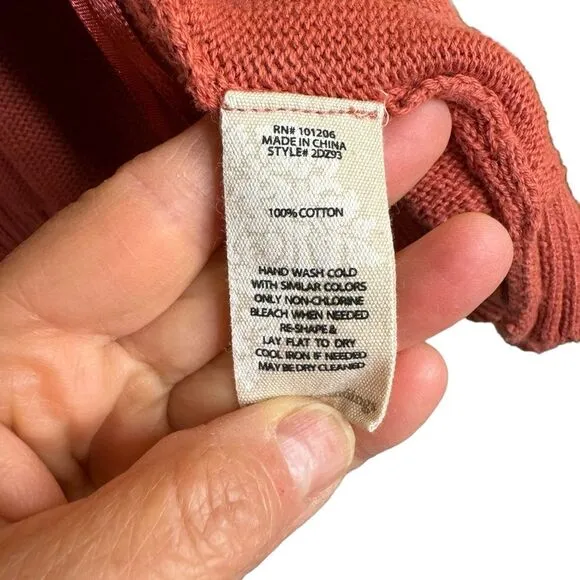 RN# 101206
MADE IN CHINA
STYLE# 2DZ93
100% COTTON
HAND WASH COLD
WITH SIMILAR COLORS
ONLY NON-CHLORINE
BLEACH WHEN NEEDED
RE-SHAPE &
LAY FLAT TO DRY
COOL IRON IF NEEDED
MAY BE DRY CLEANED